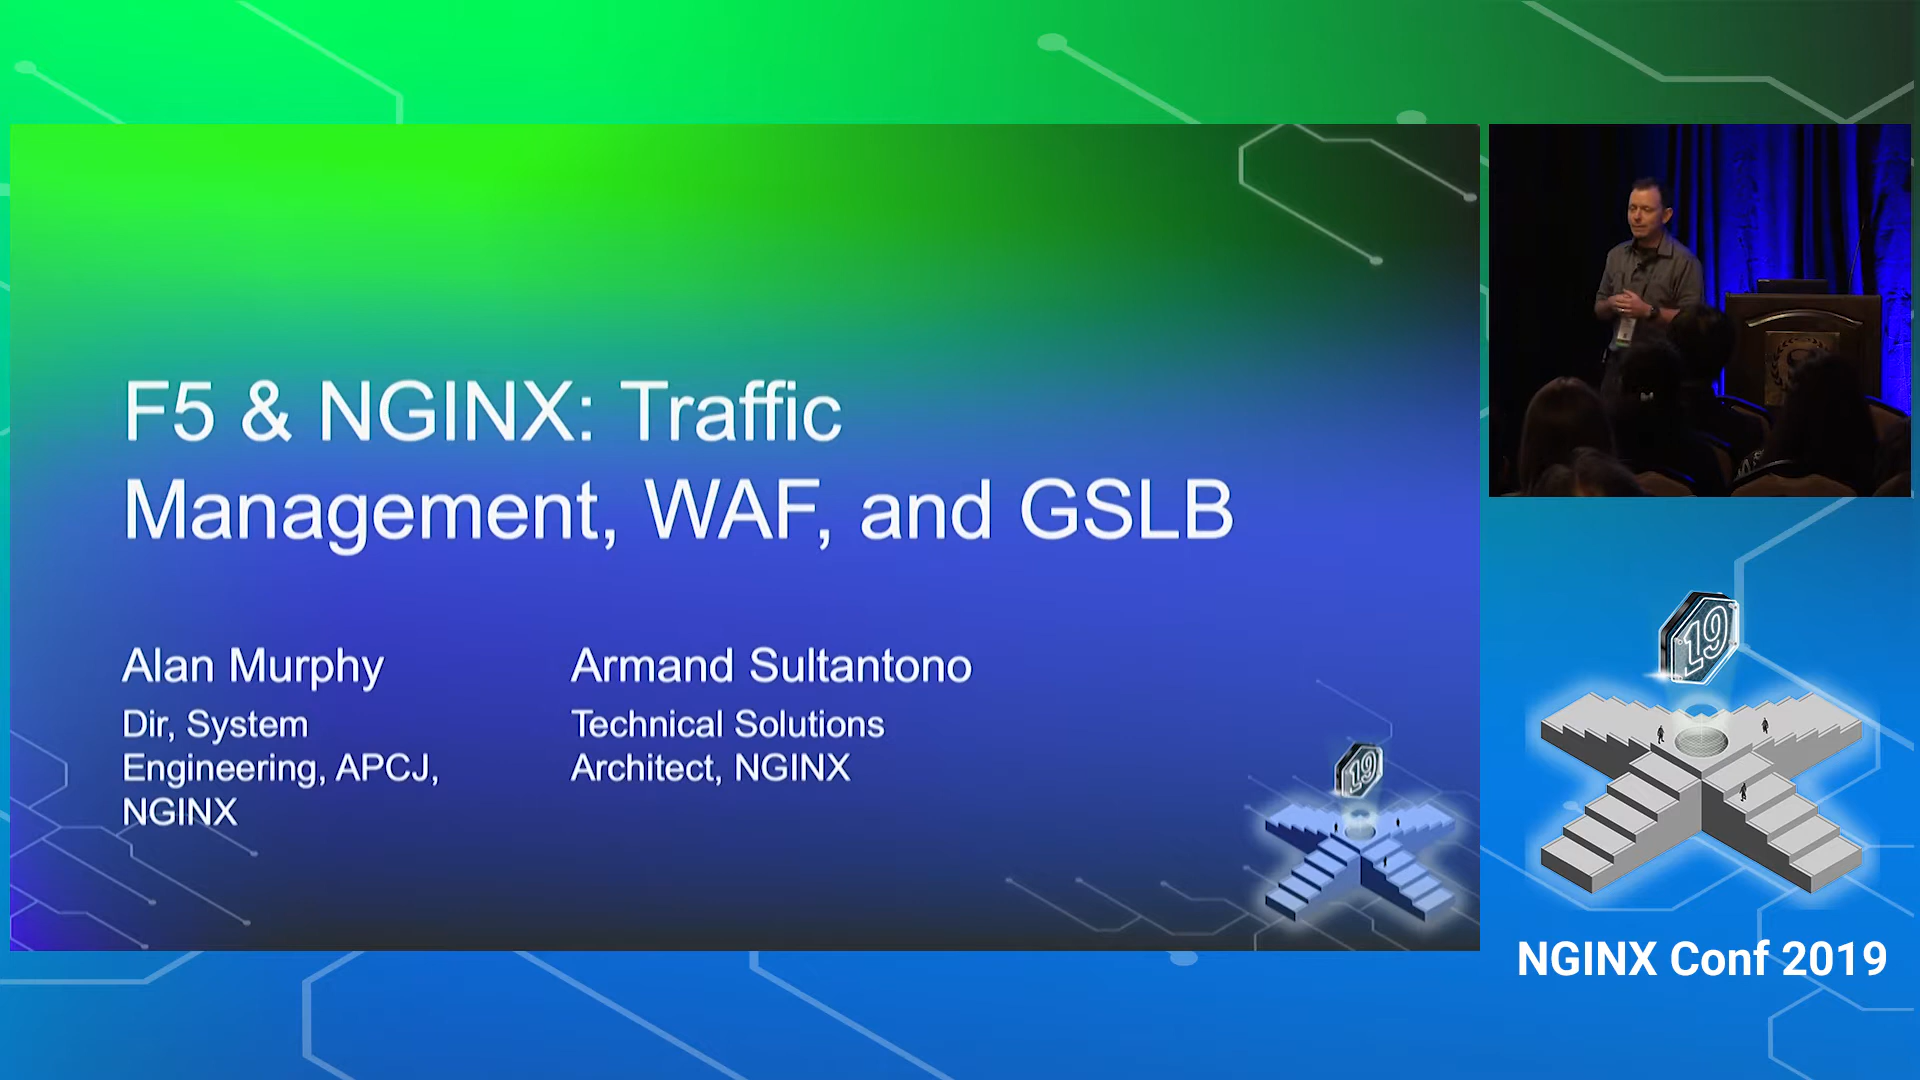 F5 & NGINX: Traffic
Management, WAF, and GSLB
Alan Murphy
Dir, System
Engineering, APCJ,
NGINX
Armand Sultantono
Technical Solutions
Architect, NGINX
19
19
NGINX Conf 2019